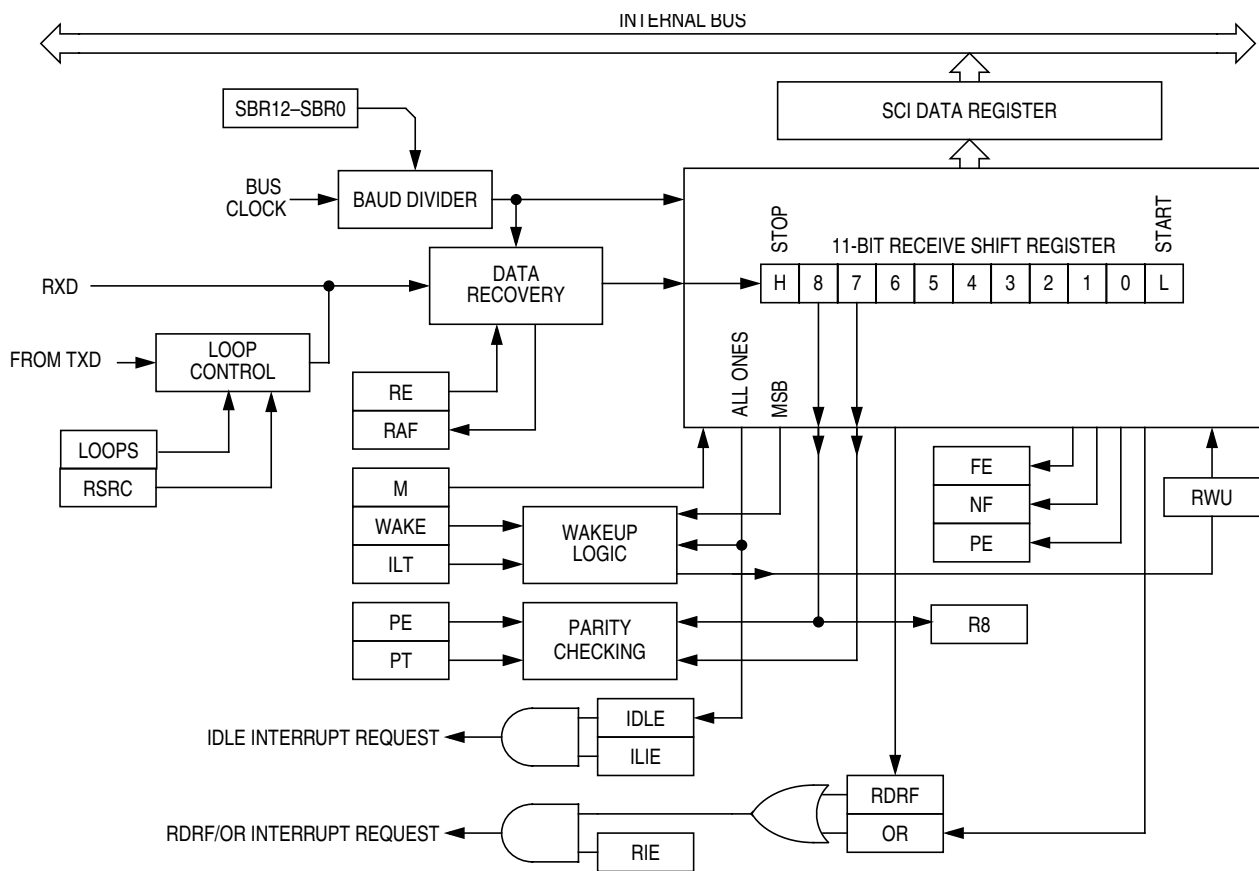 INTERNAL BUS
SBR12–SBR0
SCI DATA REGISTER
BUS
CLOCK
BAUD DIVIDER
STOP
11-BIT RECEIVE SHIFT REGISTER
START
RXD
DATA
RECOVERY
H 8 7 6 5 4 3 2 1 0 L
FROM TXD
LOOP
CONTROL
ALL ONES
MSB
RE
RAF
LOOPS
RSRC
M
WAKE
ILT
WAKEUP
LOGIC
FE
NF
PE
RWU
PE
PT
PARITY
CHECKING
R8
IDLE INTERRUPT REQUEST
IDLE
ILIE
RDRF/OR INTERRUPT REQUEST
RDRF
OR
RIE